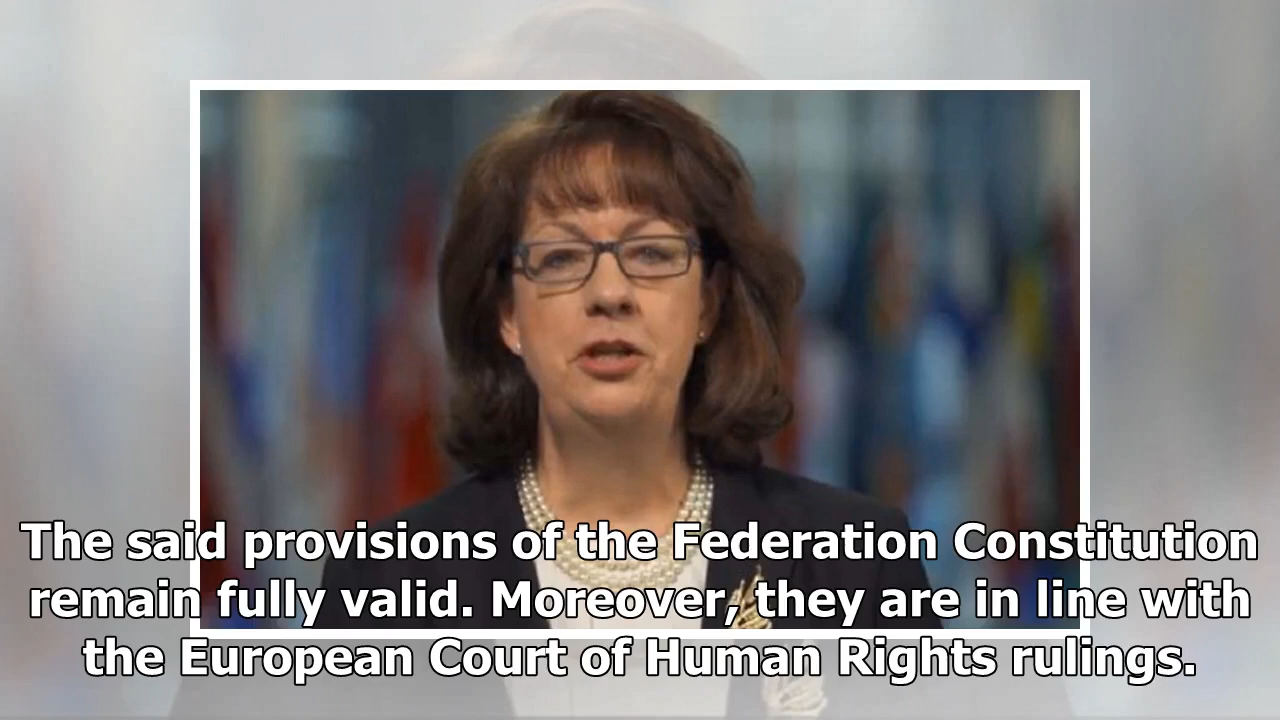 The said provisions of the Federation Constitution
remain fully valid. Moreover, they are in line with
the European Court of Human Rights rulings.